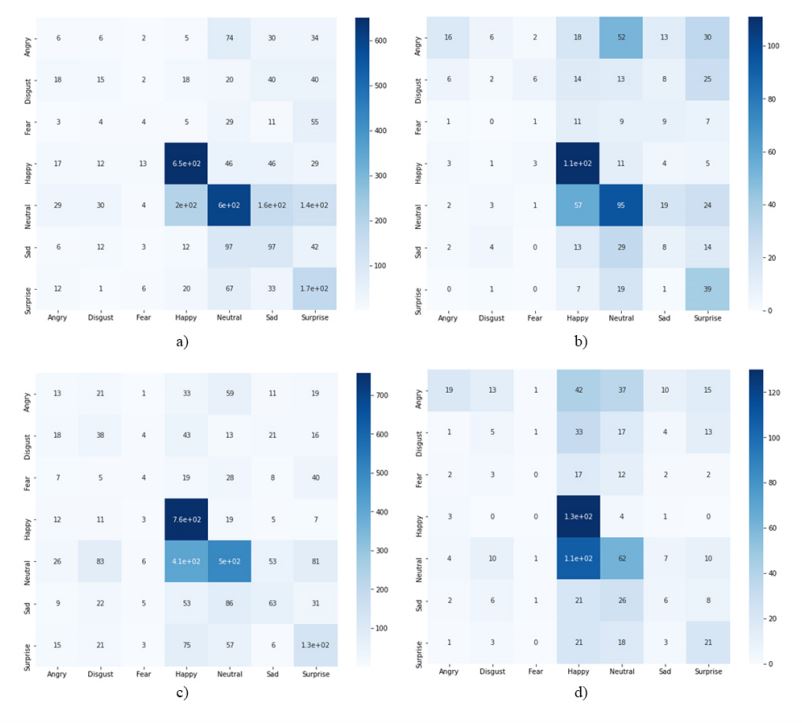 Angry 6 6 2 5 74 30 34
Disgust 18 15 2 18 20 40 40
Fear 3 4 4 5 29 11 55
Happy 17 12 13 6.5e+02 46 46 29
Neutral 29 30 4 2e+02 6e+02 1.6e+02 1.4e+02
Sad 6 12 3 12 97 97 42
Surprise 12 1 6 20 67 33 1.7e+02
Angry Disgust Fear Happy Neutral Sad Surprise
600
500
400
300
200
100
a)
Angry 16 6 2 18 52 13 30
Disgust 6 2 6 14 13 8 25
Fear 1 0 1 11 9 9 7
Happy 3 1 3 1.1e+02 11 4 5
Neutral 2 3 1 57 95 19 24
Sad 2 4 0 13 29 8 14
Surprise 0 1 0 7 19 1 39
Angry Disgust Fear Happy Neutral Sad Surprise
100
80
60
40
20
0
b)
Angry 13 21 1 33 59 11 19
Disgust 18 38 4 43 13 21 16
Fear 7 5 4 19 28 8 40
Happy 12 11 3 7.6e+02 19 5 7
Neutral 26 83 6 4.1e+02 5e+02 53 81
Sad 9 22 5 53 86 63 31
Surprise 15 21 3 75 57 6 1.3e+02
Angry Disgust Fear Happy Neutral Sad Surprise
700
600
500
400
300
200
100
c)
Angry 19 13 1 42 37 10 15
Disgust 1 5 1 33 17 4 13
Fear 2 3 0 17 12 2 2
Happy 3 0 0 1.3e+02 4 1 0
Neutral 4 10 1 1.1e+02 62 7 10
Sad 2 6 1 21 26 6 8
Surprise 1 3 0 21 18 3 21
Angry Disgust Fear Happy Neutral Sad Surprise
120
100
80
60
40
20
0
d)